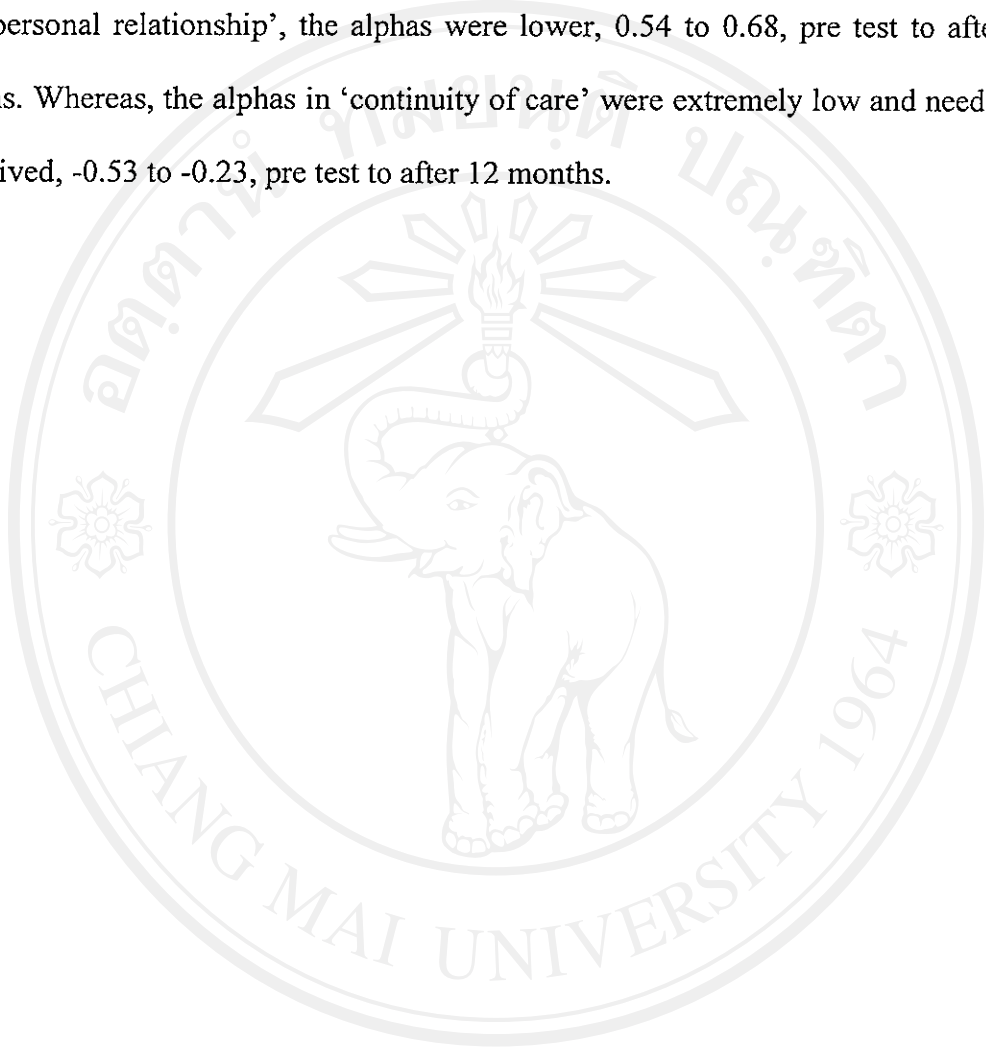 personal relationship’, the alphas were lower, 0.54 to 0.68, pre test to afte
s. Whereas, the alphas in ‘continuity of care’ were extremely low and need
ived, -0.53 to -0.23, pre test to after 12 months.
CHIANG MAI UNIVERSITY 1964